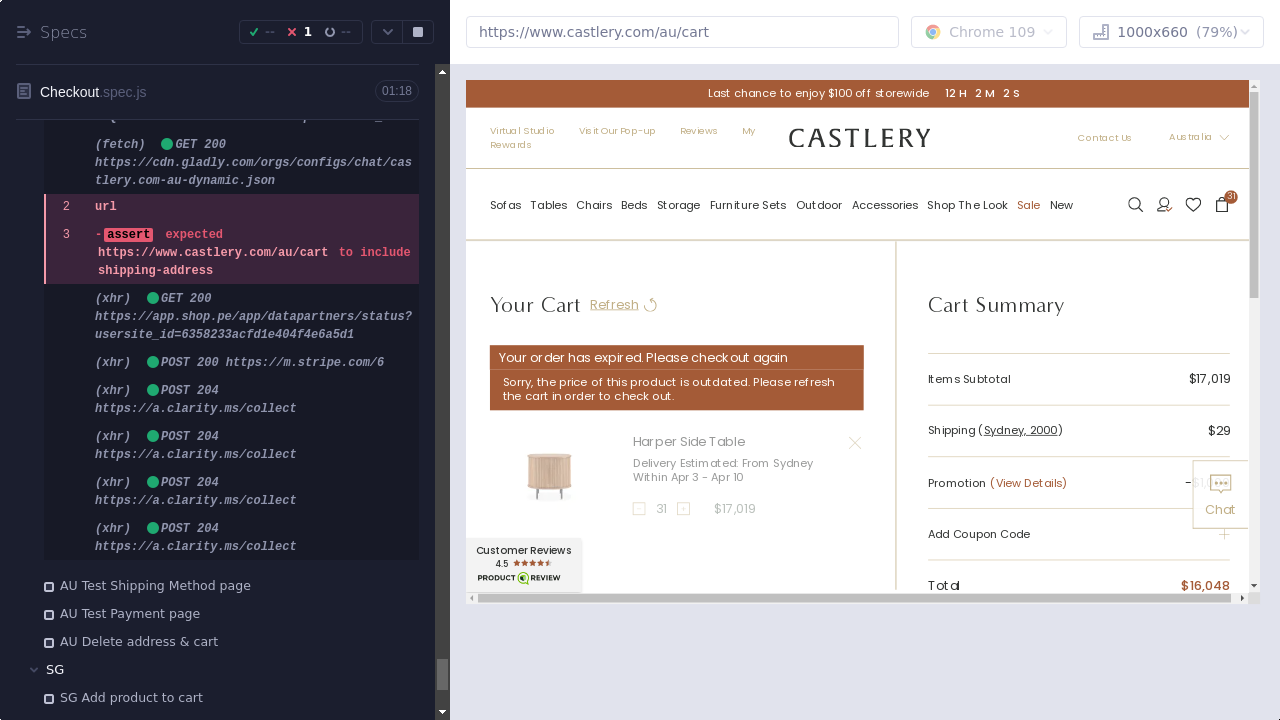 Specs
--
1
--
Checkout.spec.js
01:18
(fetch) GET 200
https://cdn.gladly.com/orgs/configs/chat/cas
tlery.com-au-dynamic.json
2 url
3 -assert expected
https://www.castlery.com/au/cart to include
shipping-address
(xhr) GET 200
https://app.shop.pe/app/datapartners/status?
usersite_id=6358233acfd1e404f4e6a5d1
(xhr) POST 200 https://m.stripe.com/6
(xhr) POST 204
https://a.clarity.ms/collect
(xhr) POST 204
https://a.clarity.ms/collect
(xhr) POST 204
https://a.clarity.ms/collect
(xhr) POST 204
https://a.clarity.ms/collect
AU Test Shipping Method page
AU Test Payment page
AU Delete address & cart
SG
SG Add product to cart
https://www.castlery.com/au/cart
Chrome 109
1000x660 (79%)
Last chance to enjoy $100 off storewide 12 H 2 M 2 S
Virtual Studio Visit Our Pop-up Reviews My
Rewards
CASTLERY
Contact Us
Australia
Sofas Tables Chairs Beds Storage Furniture Sets Outdoor Accessories Shop The Look Sale New
31
Your Cart Refresh
Your order has expired. Please checkout again
Sorry, the price of this product is outdated. Please refresh
the cart in order to check out.
Harper Side Table
Delivery Estimated: From Sydney
Within Apr 3 - Apr 10
- 31 + $17,019
Customer Reviews
4.5
PRODUCT REVIEW
Cart Summary
Items Subtotal $17,019
Shipping (Sydney, 2000) $29
Promotion (View Details)
Chat
Add Coupon Code +
Total $16,048